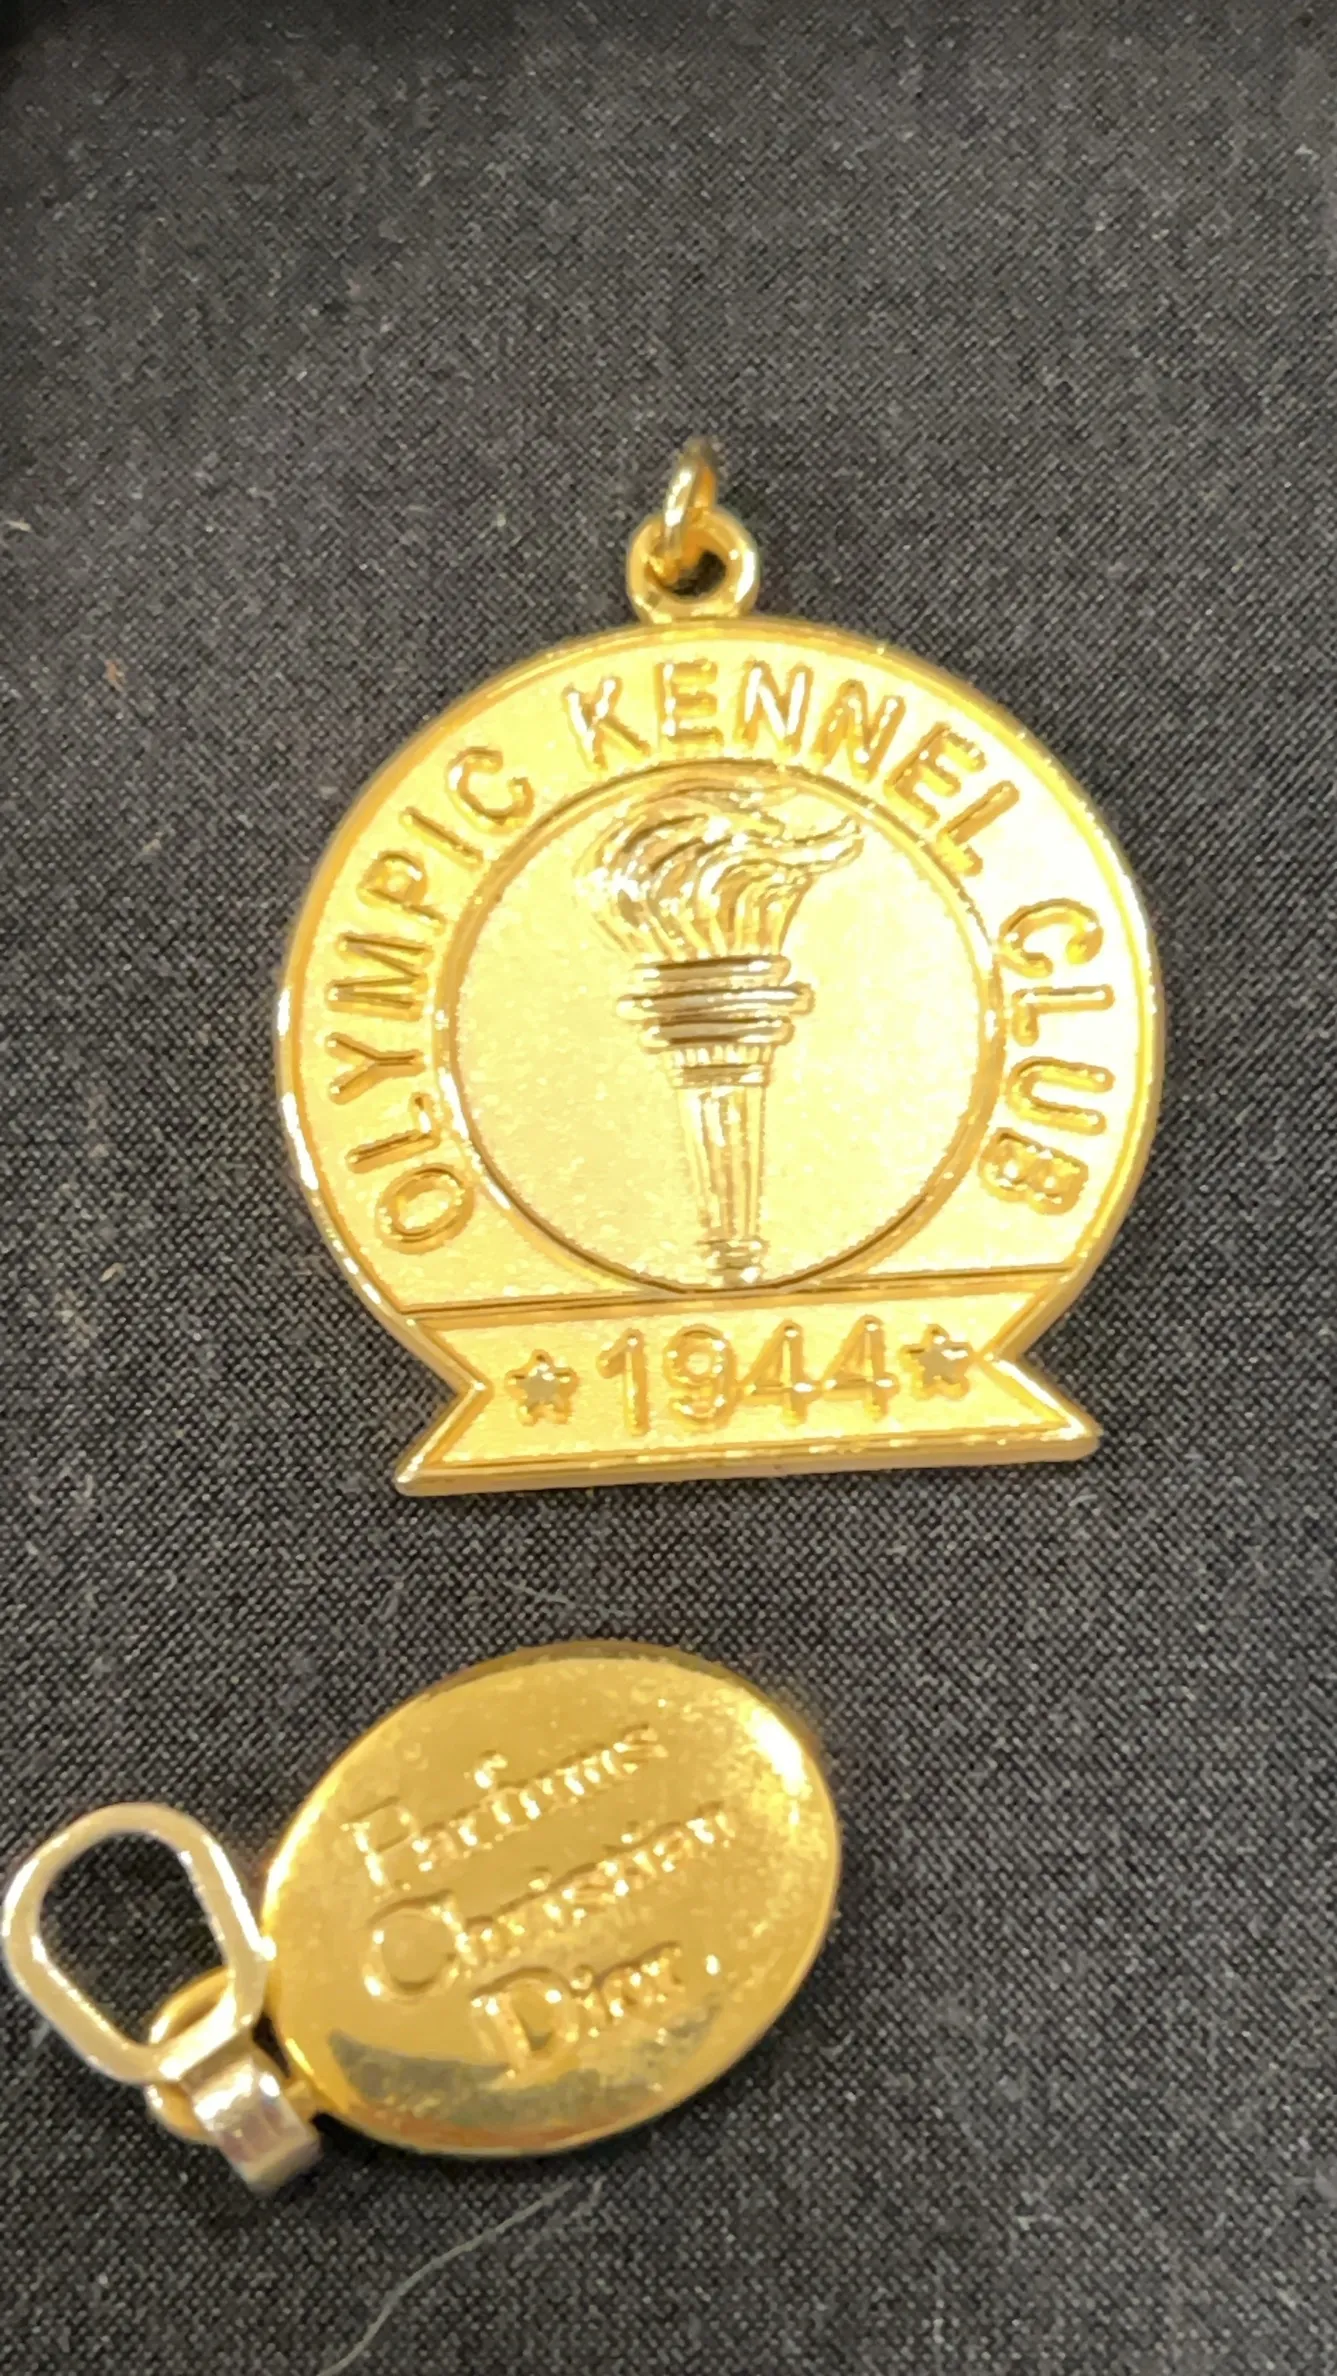 OLYMPIC KENNEL CLUB
1944
Parfums
Christian
Dior